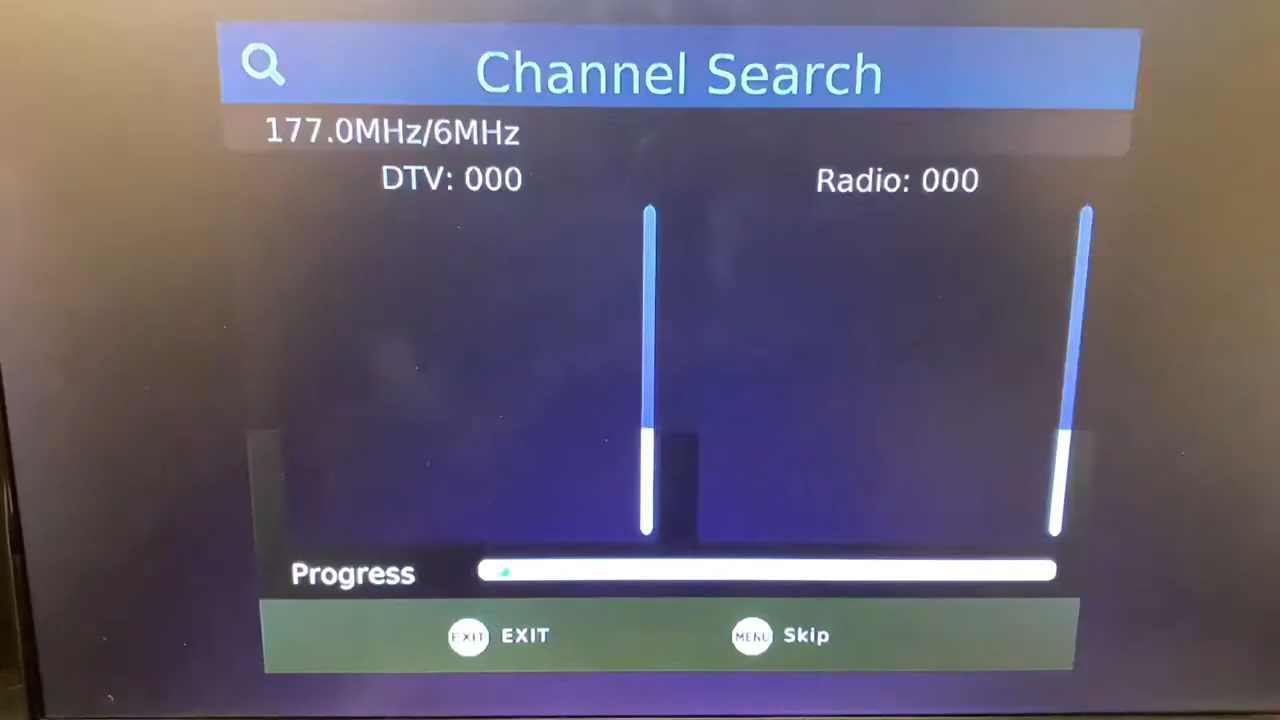 Channel Search
177.0MHz/6MHz
DTV: 000 Radio: 000
Progress
EXIT EXIT MENU Skip